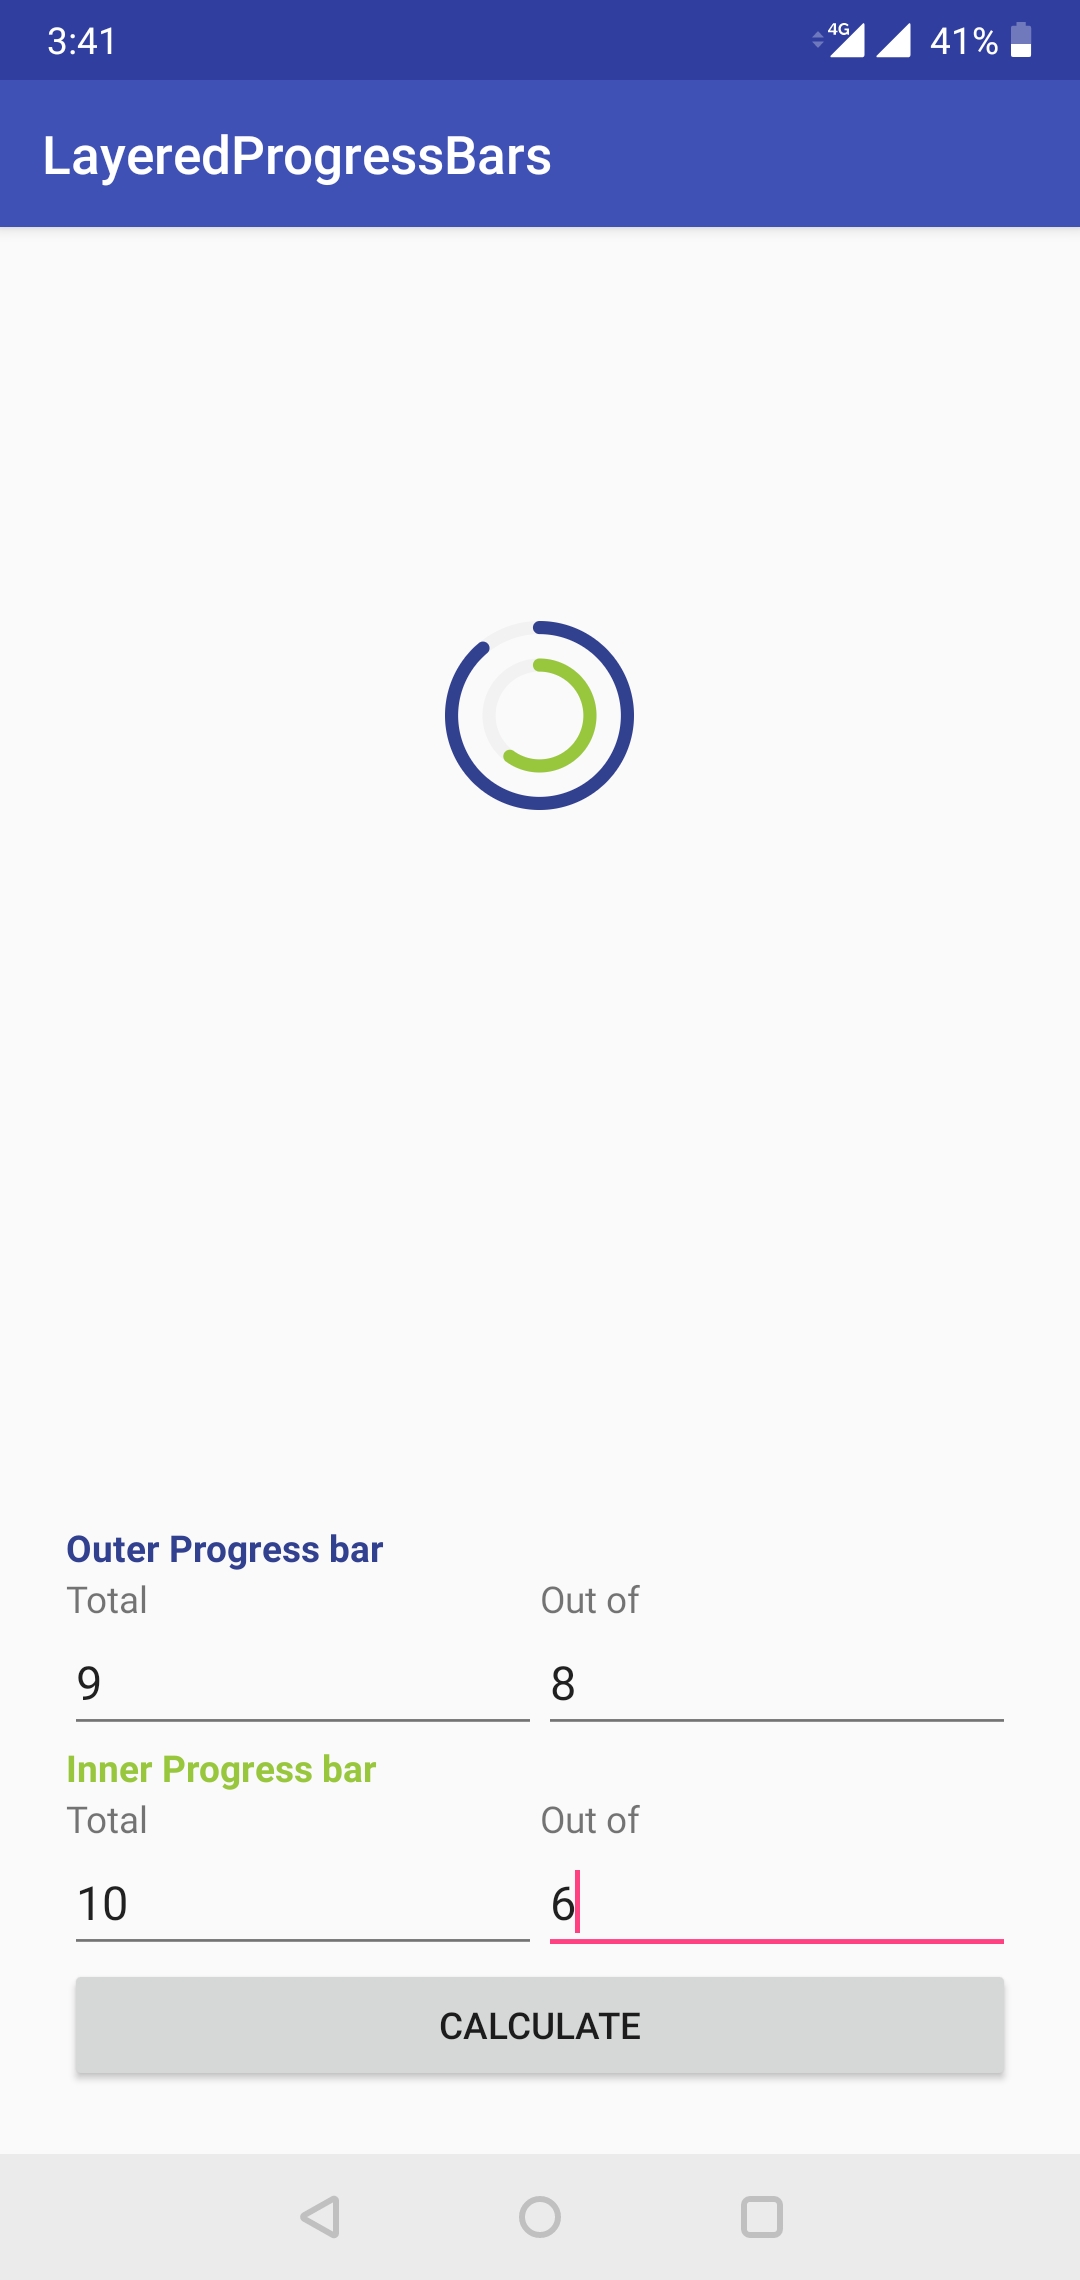 3:41 4G 41%
LayeredProgressBars
Outer Progress bar
Total Out of
9 8
Inner Progress bar
Total Out of
10 6
CALCULATE